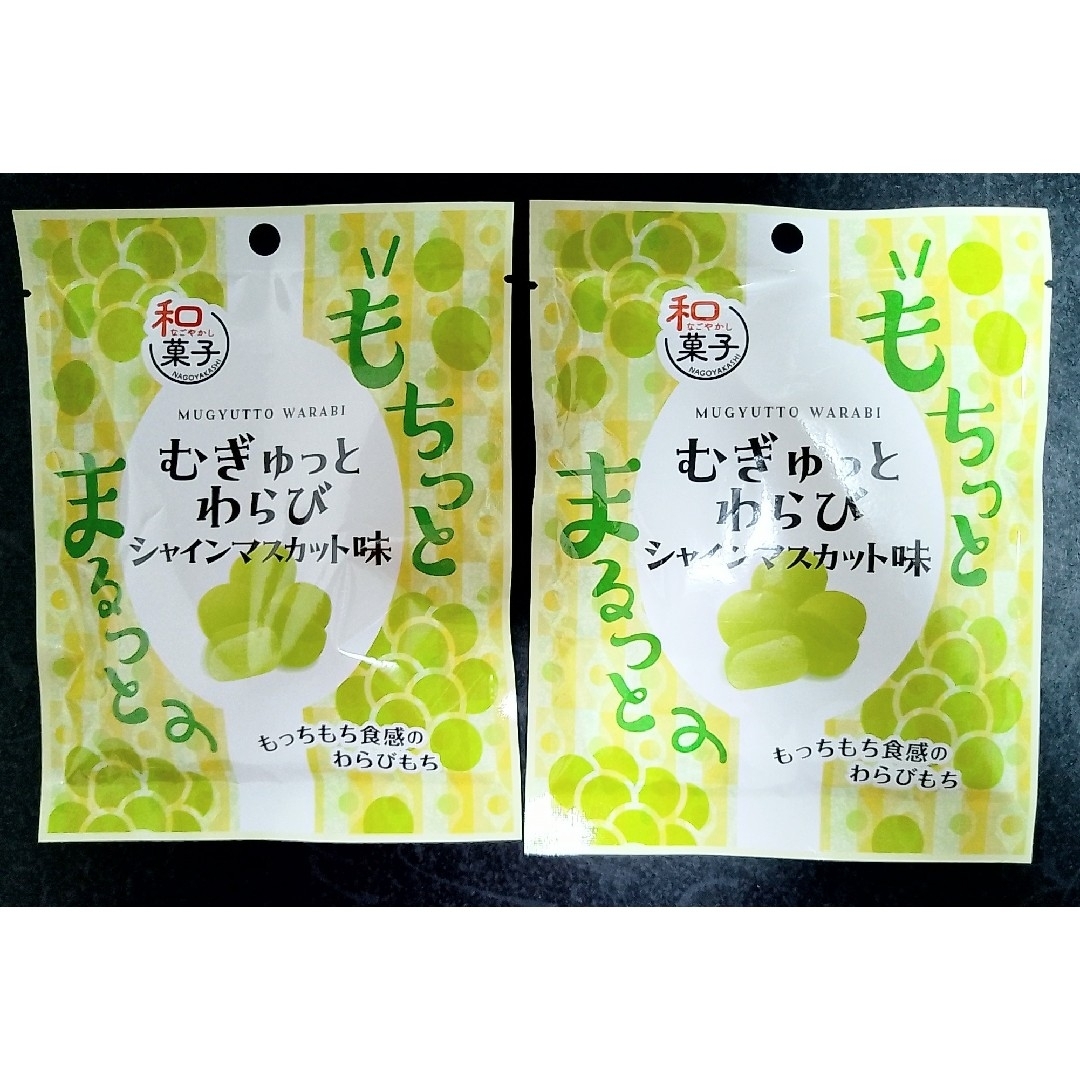 和
なごやかし
菓子
NAGOYAKASHI
もちっと
まるっとの
MUGYUTTO WARABI
むぎゅっと
わらび
シャインマスカット味
もっちもち食感の
わらびもち
和
なごやかし
菓子
NAGOYAKASHI
もちっと
まるっとの
MUGYUTTO WARABI
むぎゅっと
わらび
シャインマスカット味
もっちもち食感の
わらびもち